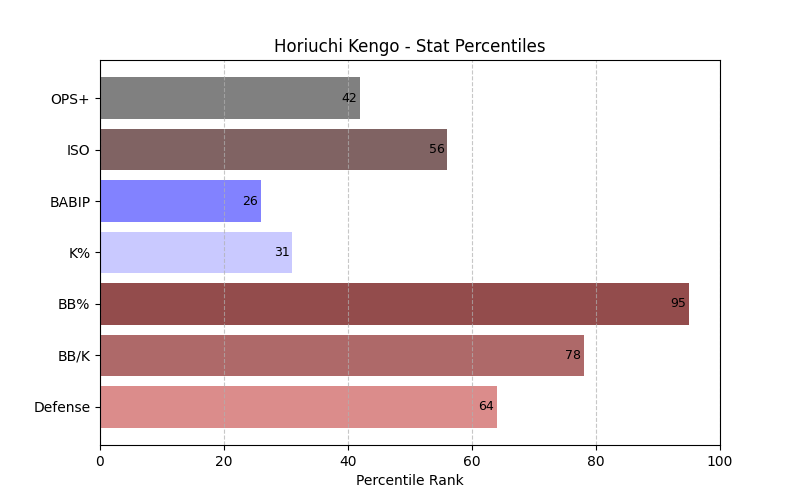 Horiuchi Kengo - Stat Percentiles
OPS+
42
ISO
56
BABIP
26
K%
31
BB%
95
BB/K
78
Defense
64
0 20 40 60 80 100
Percentile Rank